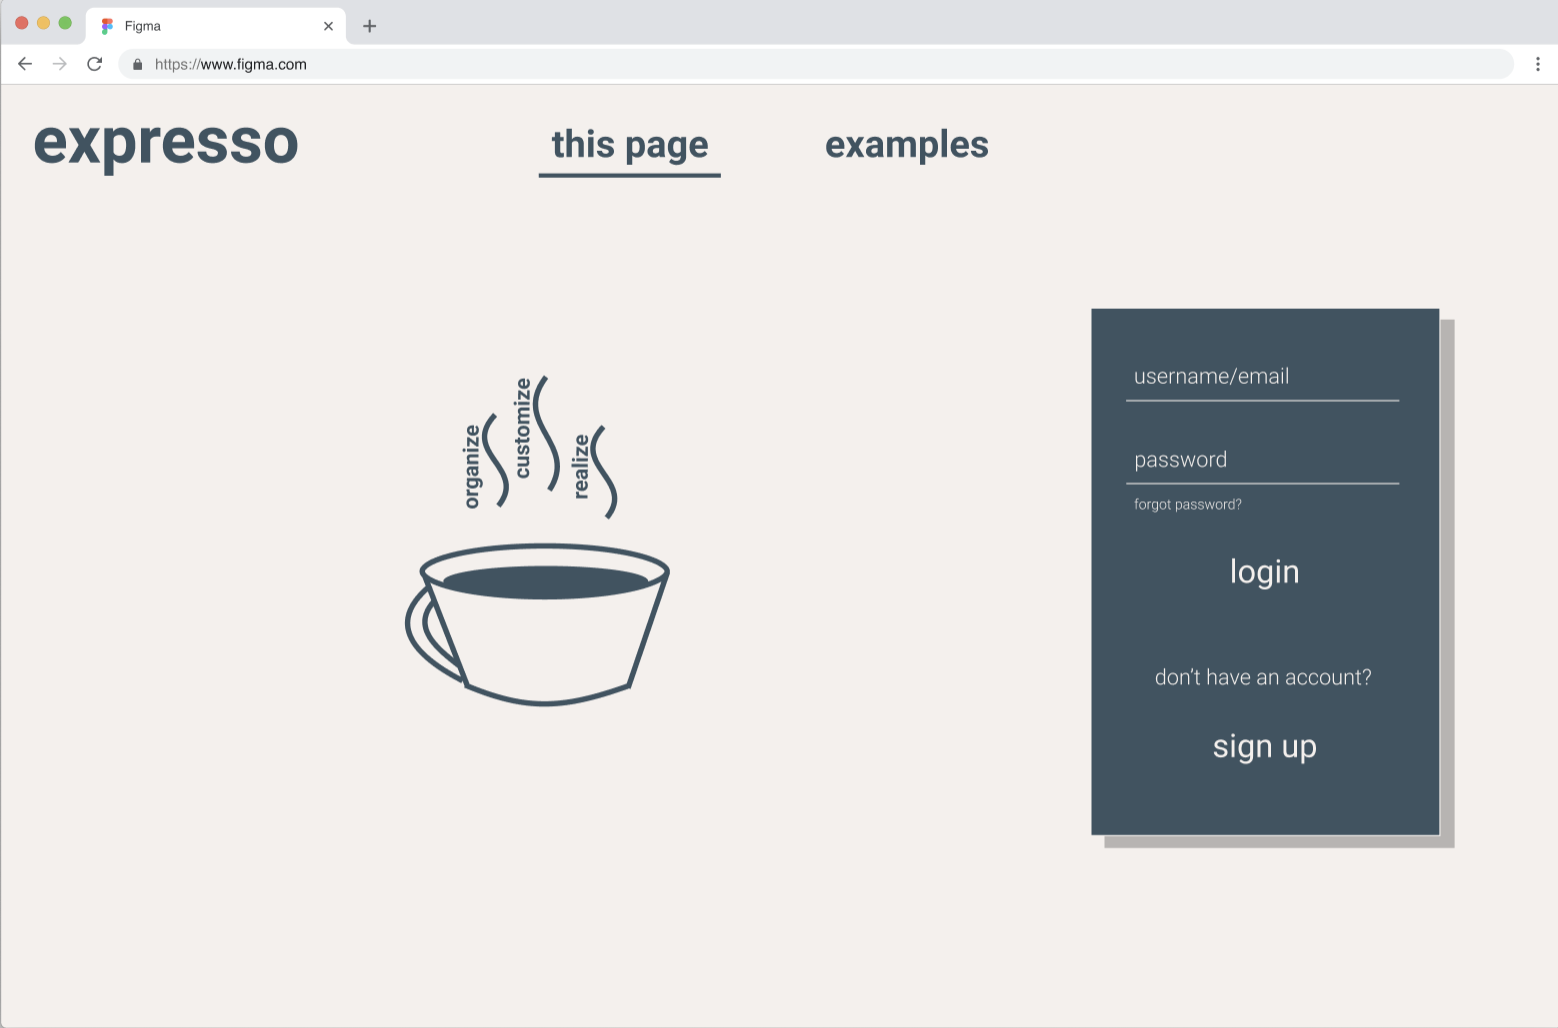 Figma
https://www.figma.com
expresso
this page
examples
organize
customize
realize
username/email
password
forgot password?
login
don't have an account?
sign up